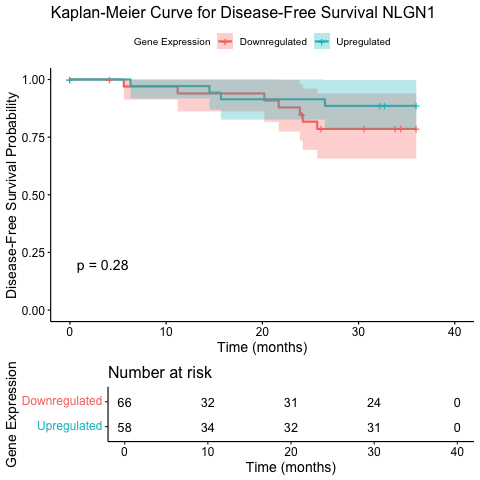 Kaplan-Meier Curve for Disease-Free Survival NLGN1
Gene Expression Downregulated Upregulated
Disease-Free Survival Probability
1.00
0.75
0.50
0.25
0.00
p = 0.28
0 10 20 30 40
Time (months)
Number at risk
Gene Expression
Downregulated 66 32 31 24 0
Upregulated 58 34 32 31 0
0 10 20 30 40
Time (months)